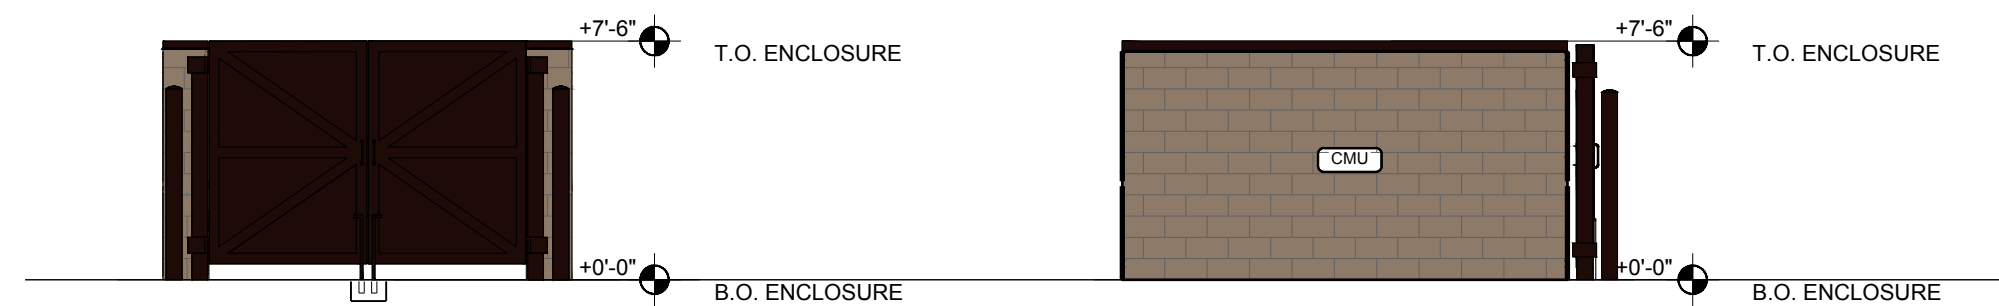 +7'-6"
T.O. ENCLOSURE
+0'-0"
B.O. ENCLOSURE
CMU
+7'-6"
T.O. ENCLOSURE
+0'-0"
B.O. ENCLOSURE